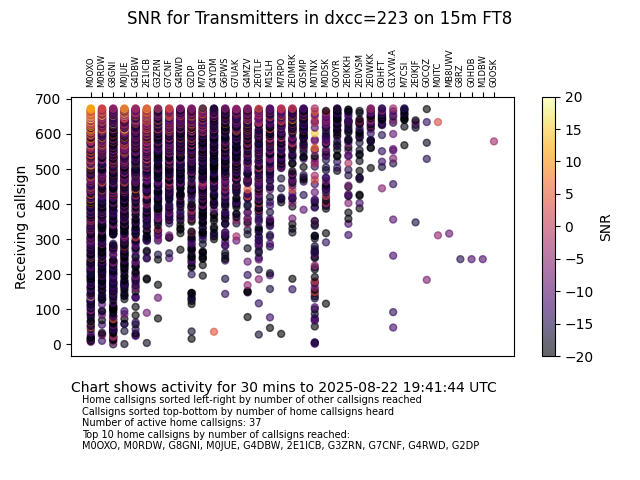 SNR for Transmitters in dxcc=223 on 15m FT8
M0OXO M0RDW G8GNI M0JUE G4DBW 2E1ICB G3ZRN G7CNF G4RWD G2DP M7OBF G4YDM G6PWS G7UAK G4MZV 2E0TLF M1SLH M7RPO 2E0MRK G0SMP M0TNX M0DSK G0OYR 2E0KKH 2E0VSM 2E0WKK G0HFT G1XVW.A M7CSI 2E0KJF G0CQZ M0ITC MB8UWV G8RZ G0HDB M1DBW G0OSK
700
600
500
400
300
200
100
0
Receiving callsign
20
15
10
5
0
−5
−10
−15
−20
SNR
Chart shows activity for 30 mins to 2025-08-22 19:41:44 UTC
Home callsigns sorted left-right by number of other callsigns reached
Callsigns sorted top-bottom by number of home callsigns heard
Number of active home callsigns: 37
Top 10 home callsigns by number of callsigns reached:
M0OXO, M0RDW, G8GNI, M0JUE, G4DBW, 2E1ICB, G3ZRN, G7CNF, G4RWD, G2DP